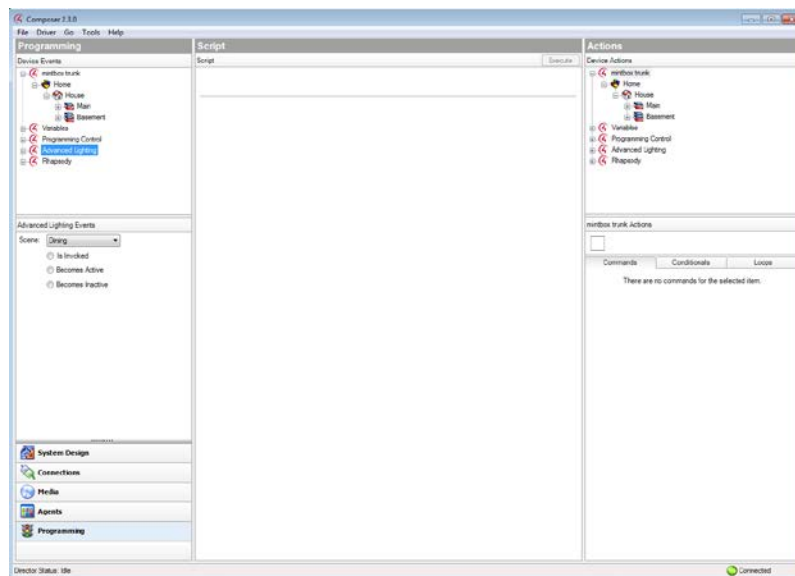 Composer 2.3.0
File Driver Go Tools Help
Programming
Device Events
mintbox trunk
Home
House
Main
Basement
Variables
Programming Control
Advanced Lighting
Rhapsody
Advanced Lighting Events
Scene: Dining
Is Invoked
Becomes Active
Becomes Inactive
System Design
Connections
Media
Agents
Programming
Script
Script Execute
Actions
Device Actions
mintbox trunk
Home
House
Main
Basement
Variables
Programming Control
Advanced Lighting
Rhapsody
mintbox trunk Actions
Commands Conditionals Loops
There are no commands for the selected item.
Director Status: Idle Connected